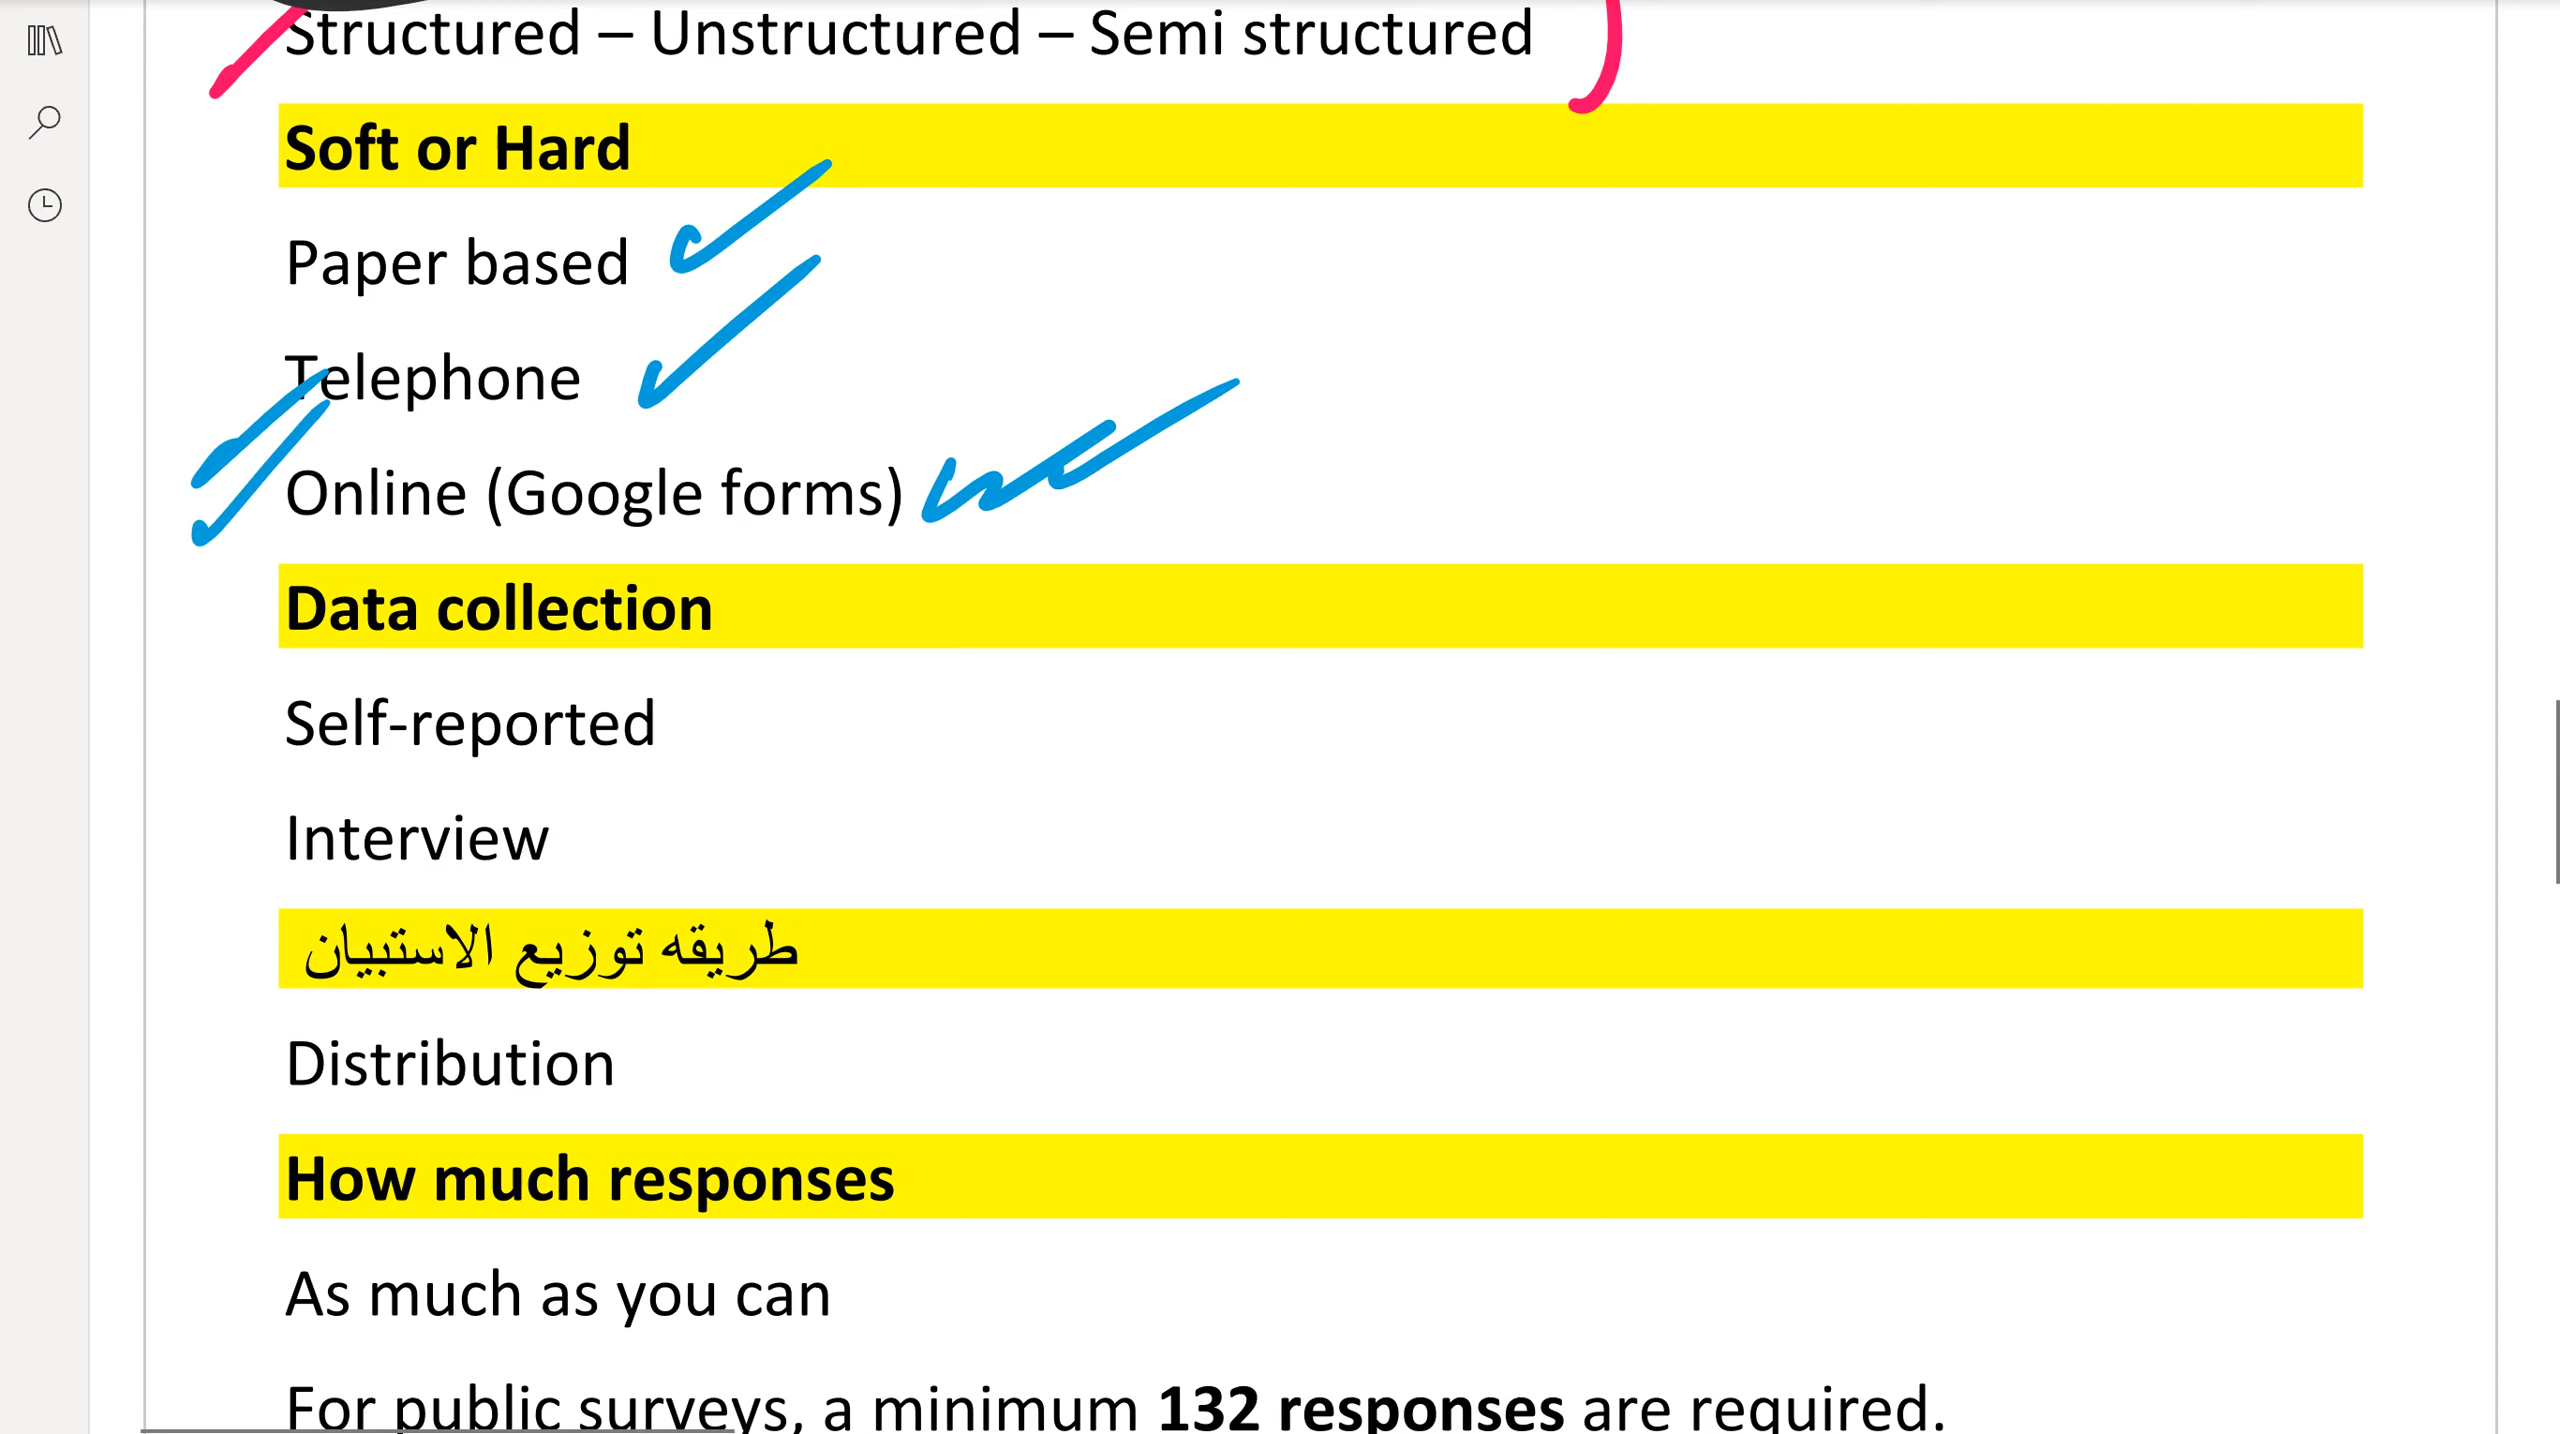 Structured – Unstructured – Semi structured
Soft or Hard
Paper based
Telephone
Online (Google forms)
Data collection
Self-reported
Interview
طريقه توزيع الاستبيان
Distribution
How much responses
As much as you can
For public surveys, a minimum 132 responses are required.